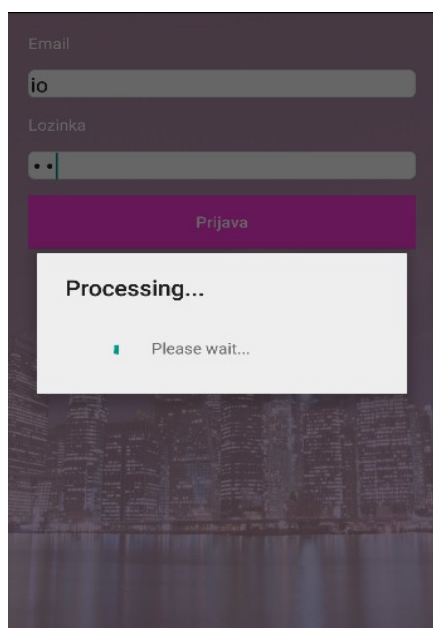 Email
io
Lozinka
••
Prijava
Processing...
Please wait...